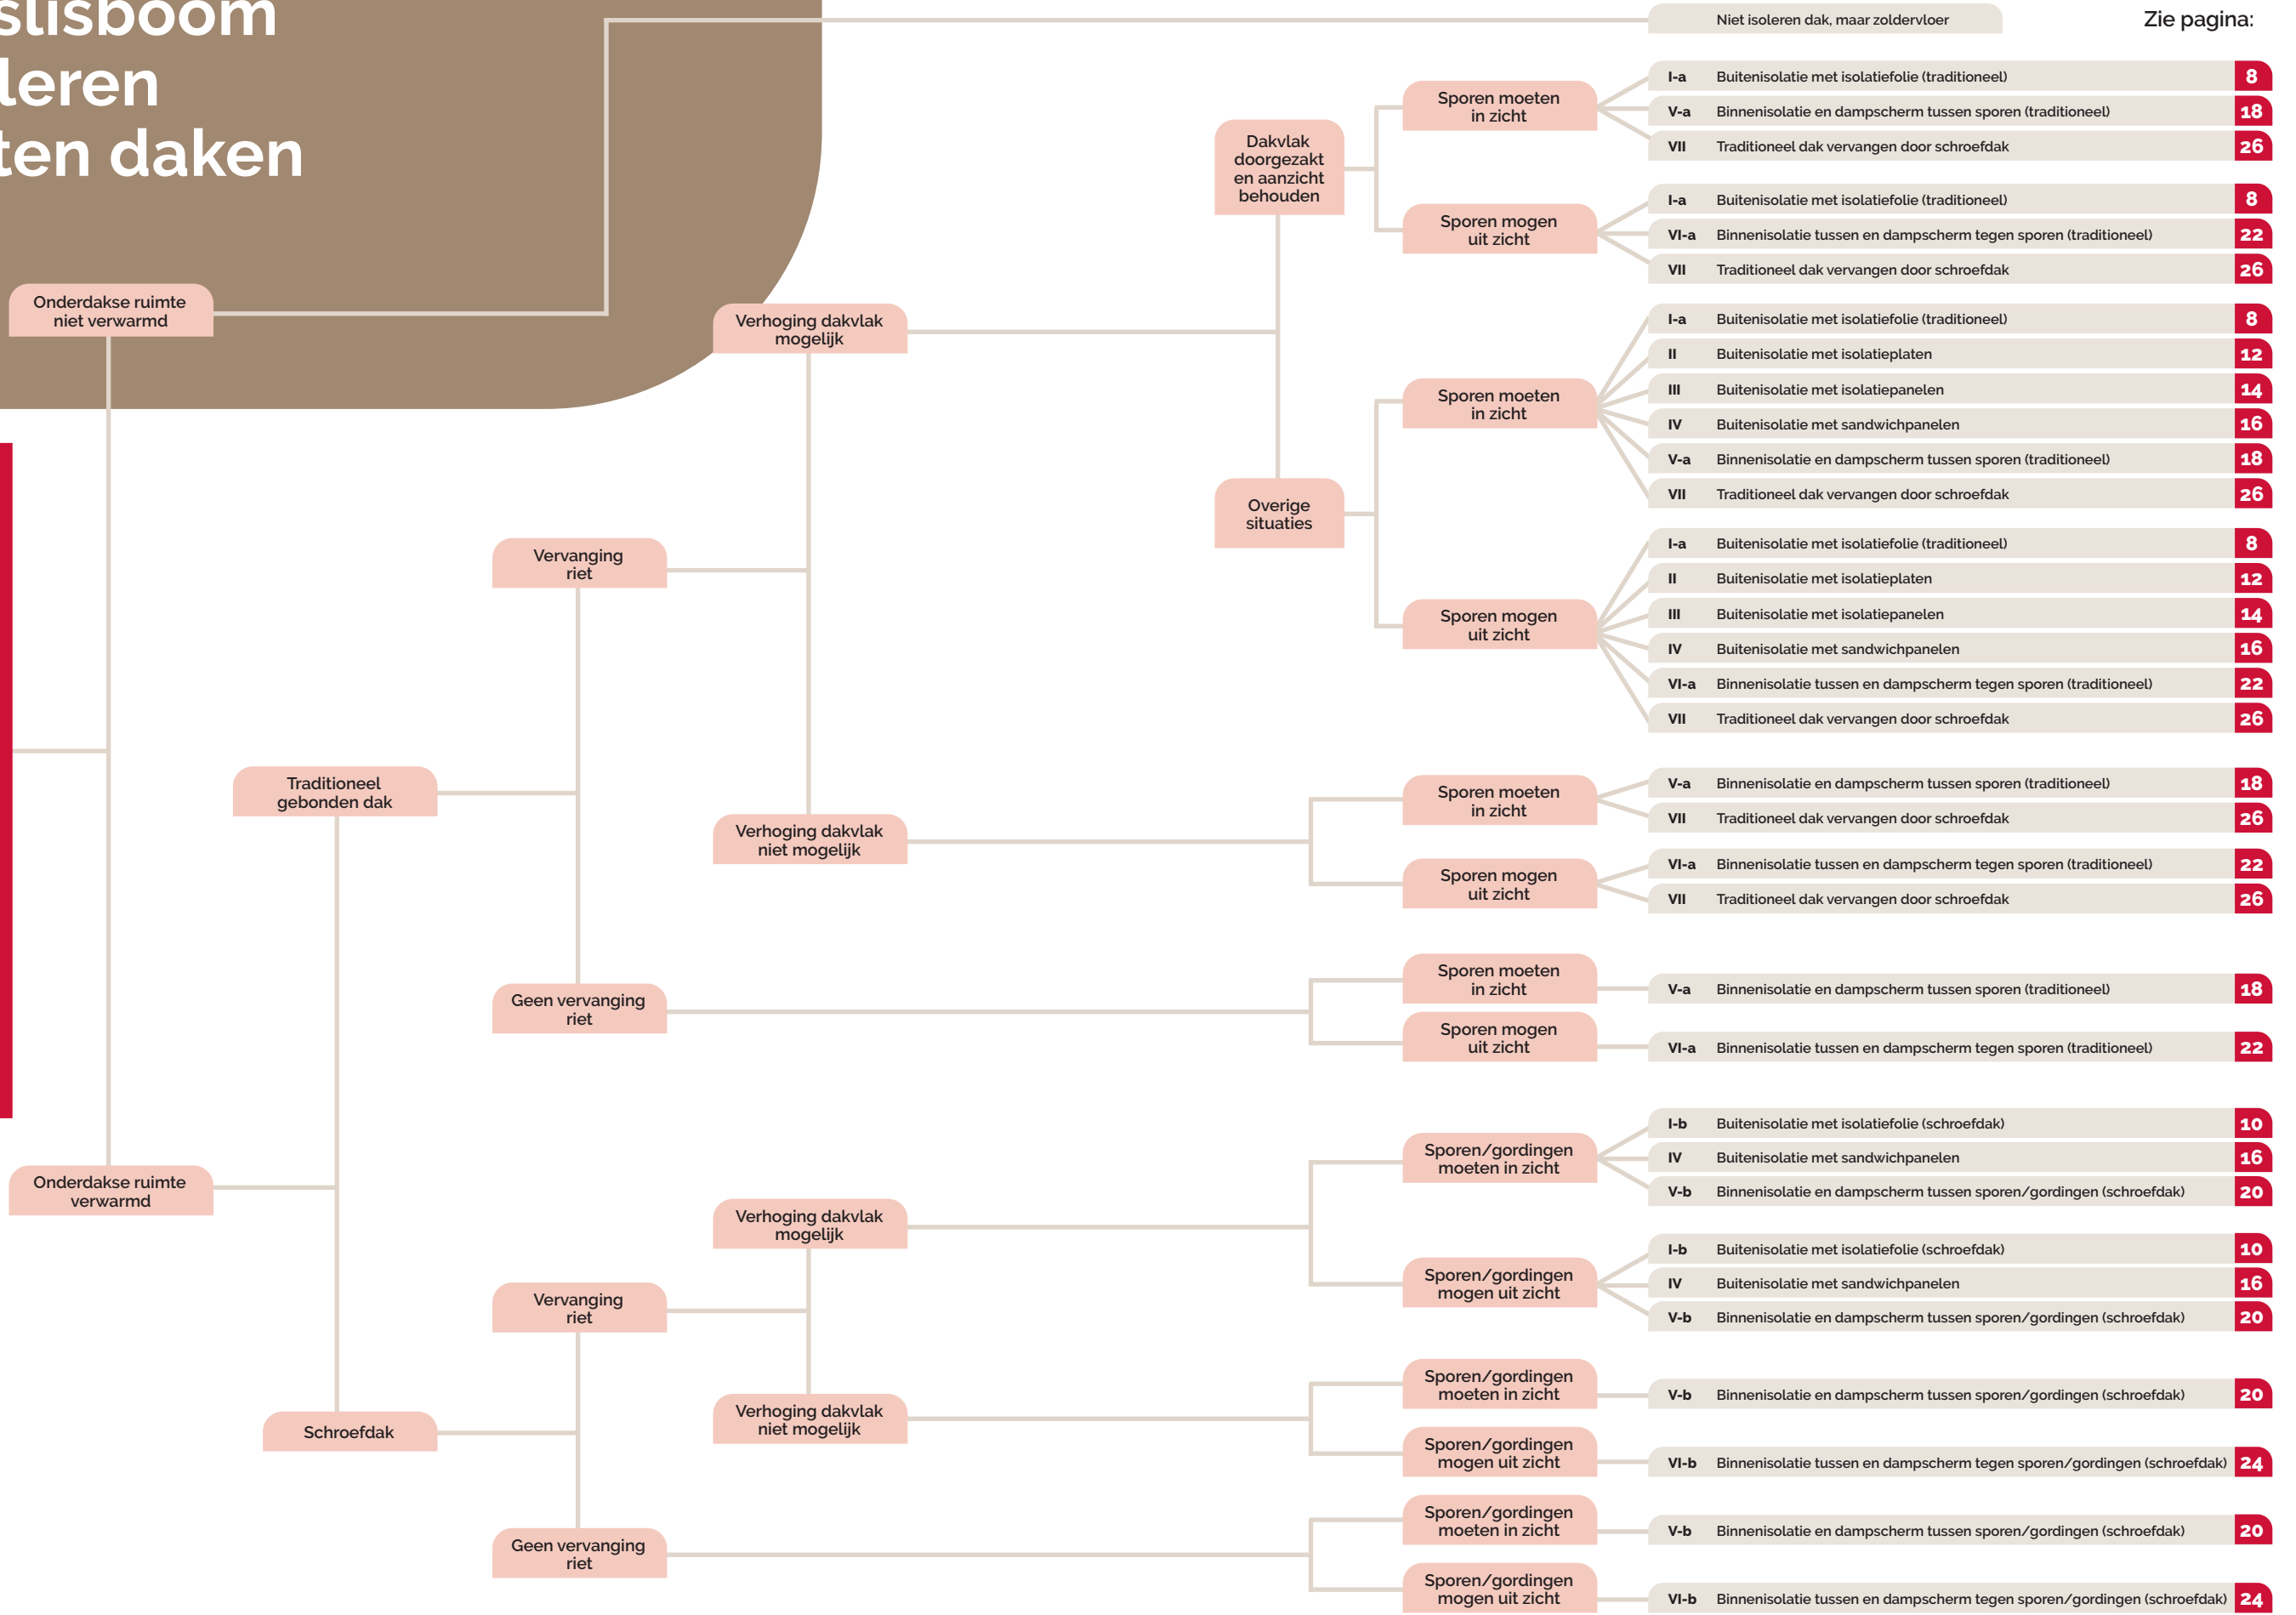 slisboom
leren
ten daken
Niet isoleren dak, maar zoldervloer
Zie pagina:
Onderdakse ruimte
niet verwarmd
Onderdakse ruimte
verwarmd
Traditioneel
gebonden dak
Schroefdak
Vervanging
riet
Geen vervanging
riet
Vervanging
riet
Geen vervanging
riet
Verhoging dakvlak
mogelijk
Verhoging dakvlak
niet mogelijk
Verhoging dakvlak
mogelijk
Verhoging dakvlak
niet mogelijk
Dakvlak
doorgezakt
en aanzicht
behouden
Overige
situaties
Sporen moeten
in zicht
I-a Buitenisolatie met isolatiefolie (traditioneel) 8
V-a Binnenisolatie en dampscherm tussen sporen (traditioneel) 18
VII Traditioneel dak vervangen door schroefdak 26
Sporen mogen
uit zicht
I-a Buitenisolatie met isolatiefolie (traditioneel) 8
VI-a Binnenisolatie tussen en dampscherm tegen sporen (traditioneel) 22
VII Traditioneel dak vervangen door schroefdak 26
Sporen moeten
in zicht
I-a Buitenisolatie met isolatiefolie (traditioneel) 8
II Buitenisolatie met isolatieplaten 12
III Buitenisolatie met isolatiepanelen 14
IV Buitenisolatie met sandwichpanelen 16
V-a Binnenisolatie en dampscherm tussen sporen (traditioneel) 18
VII Traditioneel dak vervangen door schroefdak 26
Sporen mogen
uit zicht
I-a Buitenisolatie met isolatiefolie (traditioneel) 8
II Buitenisolatie met isolatieplaten 12
III Buitenisolatie met isolatiepanelen 14
IV Buitenisolatie met sandwichpanelen 16
VI-a Binnenisolatie tussen en dampscherm tegen sporen (traditioneel) 22
VII Traditioneel dak vervangen door schroefdak 26
Sporen moeten
in zicht
V-a Binnenisolatie en dampscherm tussen sporen (traditioneel) 18
VII Traditioneel dak vervangen door schroefdak 26
Sporen mogen
uit zicht
VI-a Binnenisolatie tussen en dampscherm tegen sporen (traditioneel) 22
VII Traditioneel dak vervangen door schroefdak 26
Sporen moeten
in zicht
V-a Binnenisolatie en dampscherm tussen sporen (traditioneel) 18
Sporen mogen
uit zicht
VI-a Binnenisolatie tussen en dampscherm tegen sporen (traditioneel) 22
Sporen/gordingen
moeten in zicht
I-b Buitenisolatie met isolatiefolie (schroefdak) 10
IV Buitenisolatie met sandwichpanelen 16
V-b Binnenisolatie en dampscherm tussen sporen/gordingen (schroefdak) 20
Sporen/gordingen
mogen uit zicht
I-b Buitenisolatie met isolatiefolie (schroefdak) 10
IV Buitenisolatie met sandwichpanelen 16
V-b Binnenisolatie en dampscherm tussen sporen/gordingen (schroefdak) 20
Sporen/gordingen
moeten in zicht
V-b Binnenisolatie en dampscherm tussen sporen/gordingen (schroefdak) 20
Sporen/gordingen
mogen uit zicht
VI-b Binnenisolatie tussen en dampscherm tegen sporen/gordingen (schroefdak) 24
Sporen/gordingen
moeten in zicht
V-b Binnenisolatie en dampscherm tussen sporen/gordingen (schroefdak) 20
Sporen/gordingen
mogen uit zicht
VI-b Binnenisolatie tussen en dampscherm tegen sporen/gordingen (schroefdak) 24